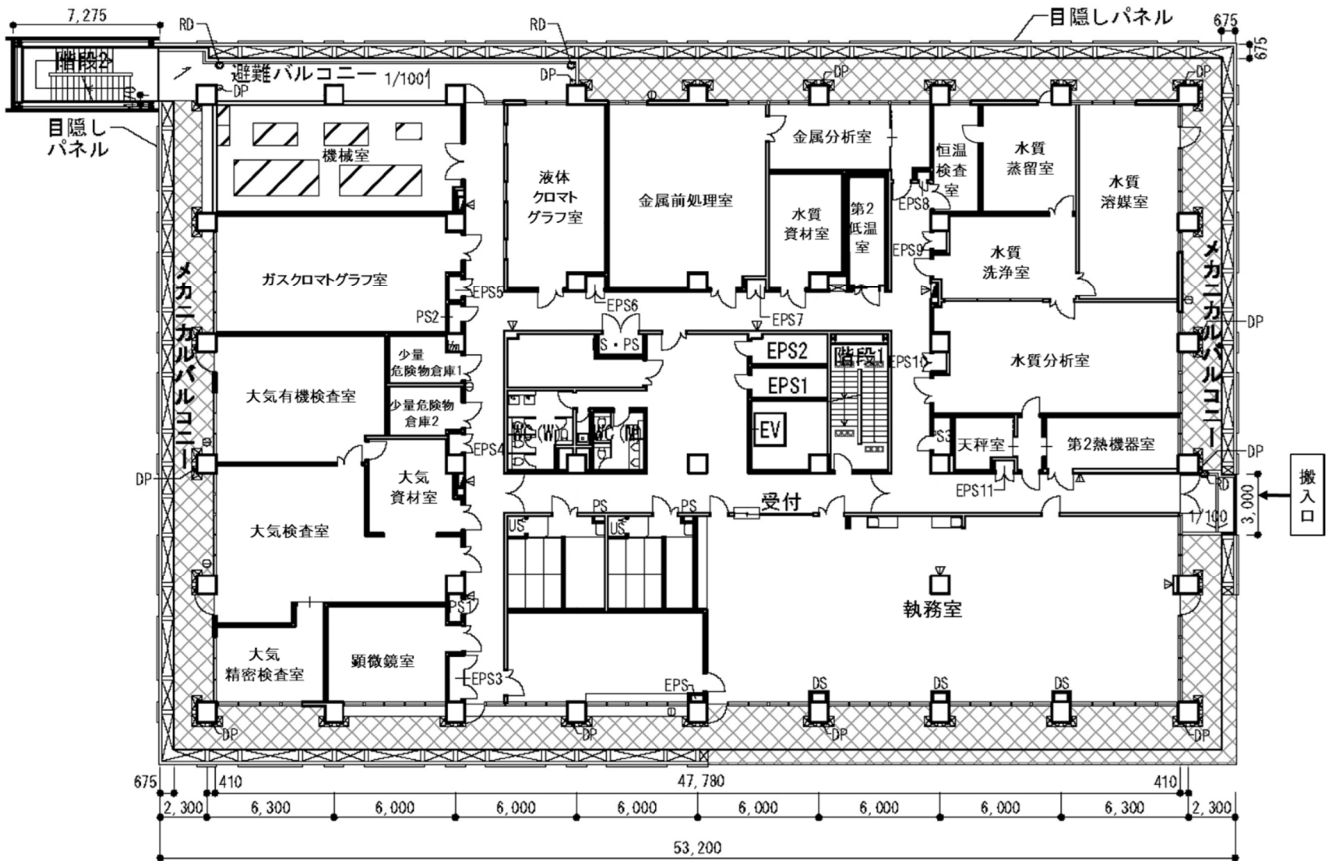 7,275
RD
RD
目隠しパネル
675
675
階段2
避難バルコニー
1/100
DP
DP
DP
DP
DP
70
目隠し
パネル
機械室
液体
クロマト
グラフ室
金属前処理室
金属分析室
恒温
検査
室
水質
蒸留室
水質
溶媒室
水質
資材室
第2
低温
室
EPS8
EPS9
水質
洗浄室
メカニカルバルコニー
メカニカルバルコニー
ガスクロマトグラフ室
EPS5
PS2
EPS6
EPS7
DP
少量
危険物倉庫1
S・PS
EPS2
階段1
EPS10
水質分析室
大気有機検査室
EPS1
少量危険物
倉庫2
EPS4
WC(W)
WC(M)
EV
天秤室
第2熱機器室
DP
DP
EPS11
大気
資材室
RD
搬入口
3,000
1/100
大気検査室
US
PS
US
PS
受付
執務室
PS1
大気
精密検査室
顕微鏡室
EPS3
EPS
DS
DS
DS
DP
DP
DP
DP
675
410
47,780
410
2,300
6,300
6,000
6,000
6,000
6,000
6,000
6,000
6,300
2,300
53,200